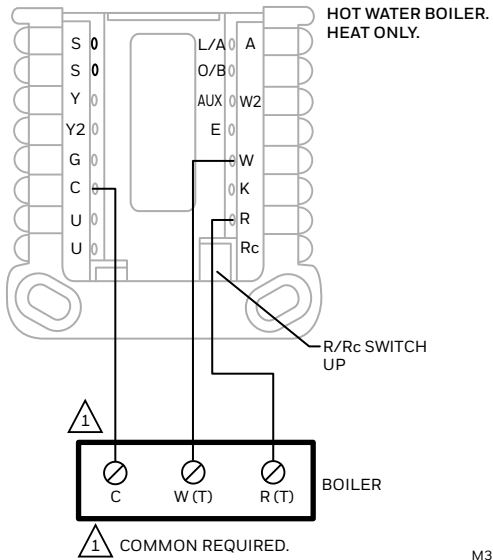 HOT WATER BOILER.
HEAT ONLY.
S L/A A
S O/B
Y AUX W2
Y2 E
G W
C K
U R
U Rc
R/Rc SWITCH
UP
1
C W (T) R (T)
BOILER
1 COMMON REQUIRED.
M3